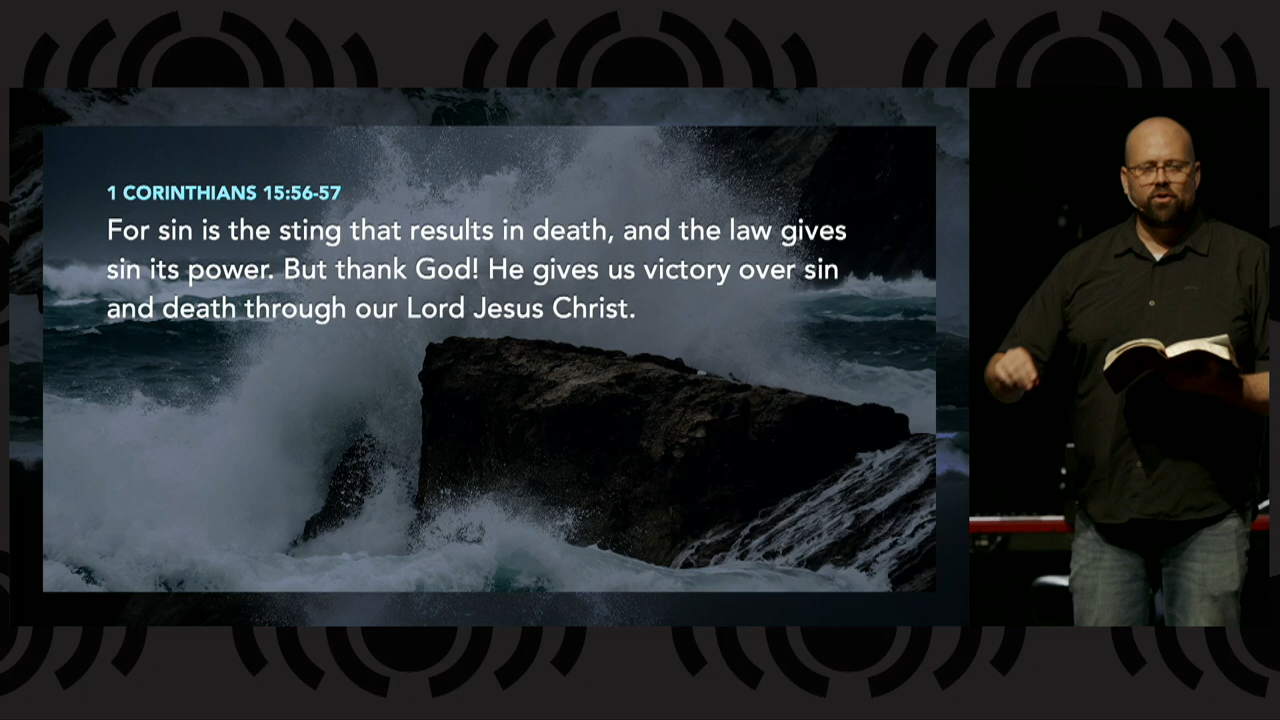 1 CORINTHIANS 15:56-57
For sin is the sting that results in death, and the law gives
sin its power. But thank God! He gives us victory over sin
and death through our Lord Jesus Christ.